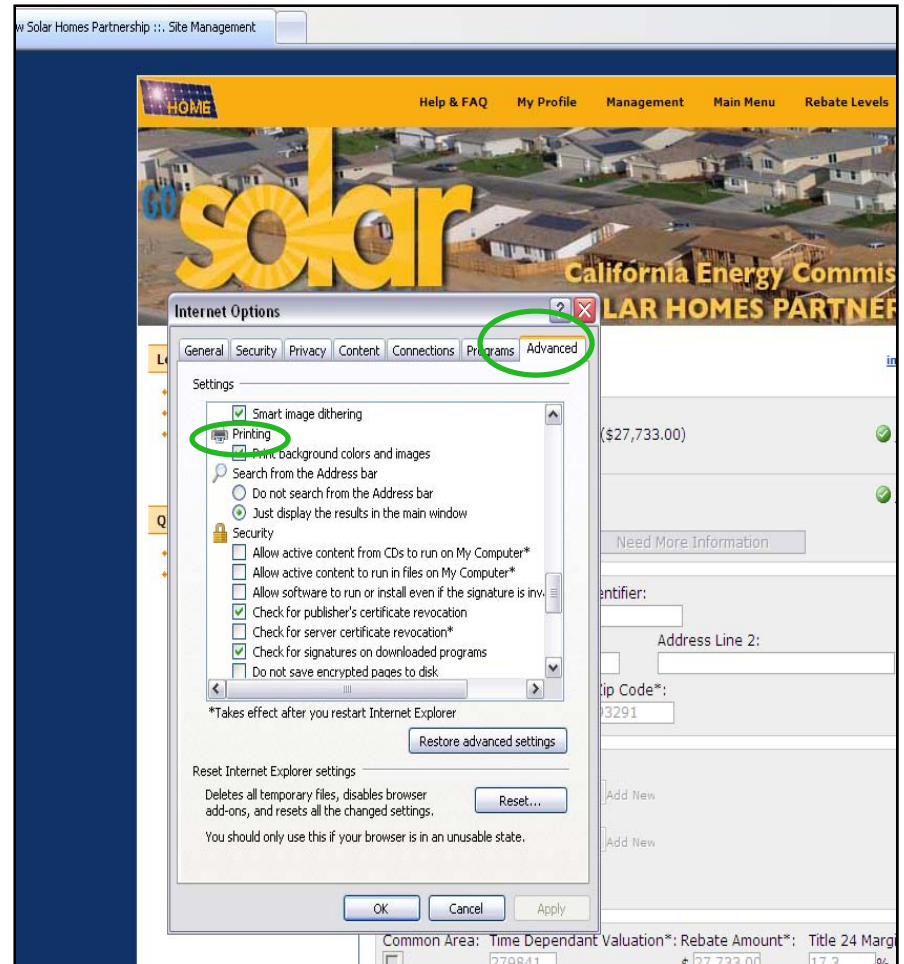 w Solar Homes Partnership ::. Site Management
HOME
Help & FAQ My Profile Management Main Menu Rebate Levels
GO solar
California Energy Commis
LAR HOMES PARTNER
Internet Options
General Security Privacy Content Connections Programs Advanced
Settings
Smart image dithering
Printing
Print background colors and images
Search from the Address bar
Do not search from the Address bar
Just display the results in the main window
Security
Allow active content from CDs to run on My Computer*
Allow active content to run in files on My Computer*
Allow software to run or install even if the signature is inv
Check for publisher's certificate revocation
Check for server certificate revocation*
Check for signatures on downloaded programs
Do not save encrypted pages to disk
*Takes effect after you restart Internet Explorer
Restore advanced settings
Reset Internet Explorer settings
Deletes all temporary files, disables browser
add-ons, and resets all the changed settings.
Reset...
You should only use this if your browser is in an unusable state.
OK Cancel Apply
($27,733.00)
Need More Information
entifier:
Address Line 2:
Zip Code*:
93291
Add New
Add New
Common Area: Time Dependant Valuation*: Rebate Amount*: Title 24 Margi
279841 $ 27,733.00 17.3 %